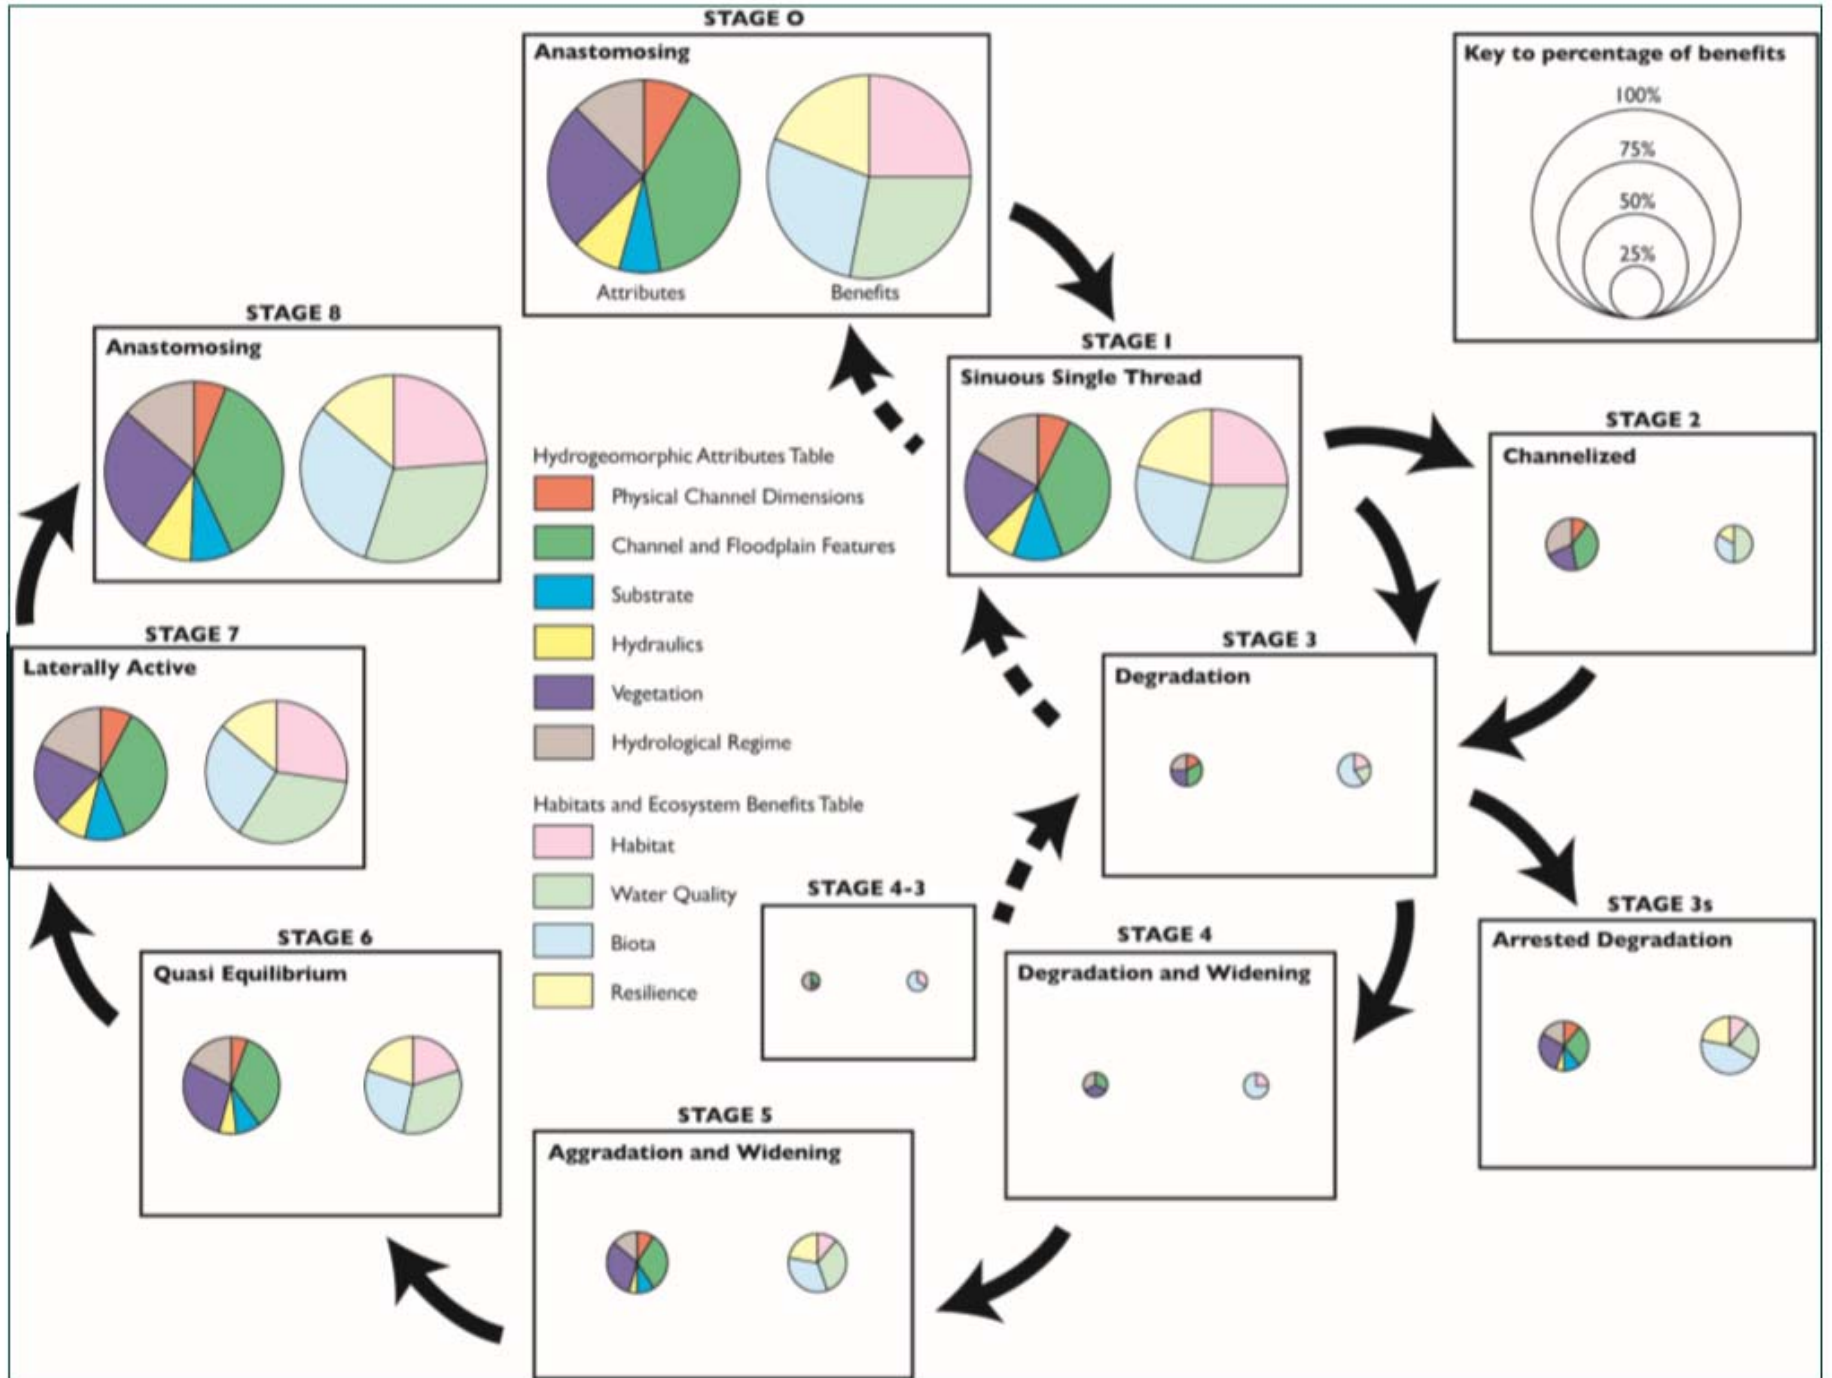 STAGE O
Anastomosing
Attributes
Benefits
Key to percentage of benefits
100%
75%
50%
25%
STAGE 8
Anastomosing
STAGE I
Sinuous Single Thread
STAGE 2
Channelized
Hydrogeomorphic Attributes Table
Physical Channel Dimensions
Channel and Floodplain Features
Substrate
Hydraulics
Vegetation
Hydrological Regime
Habitats and Ecosystem Benefits Table
Habitat
Water Quality
Biota
Resilience
STAGE 7
Laterally Active
STAGE 3
Degradation
STAGE 4-3
STAGE 3s
Arrested Degradation
STAGE 4
Degradation and Widening
STAGE 6
Quasi Equilibrium
STAGE 5
Aggradation and Widening